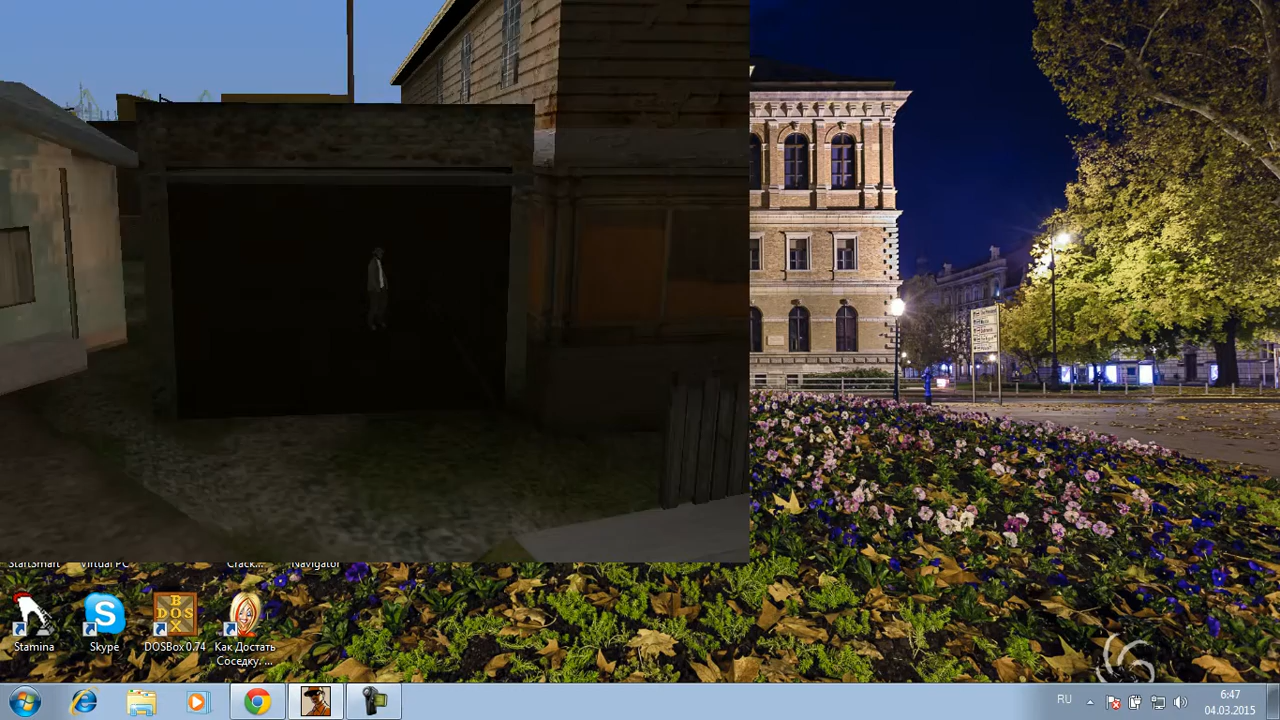 StartSmart
Virtual PC
Crack...
Navigator
Stamina
Skype
DOSBox 0.74
Как Достать
Соседку. ...
RU
6:47
04.03.2015